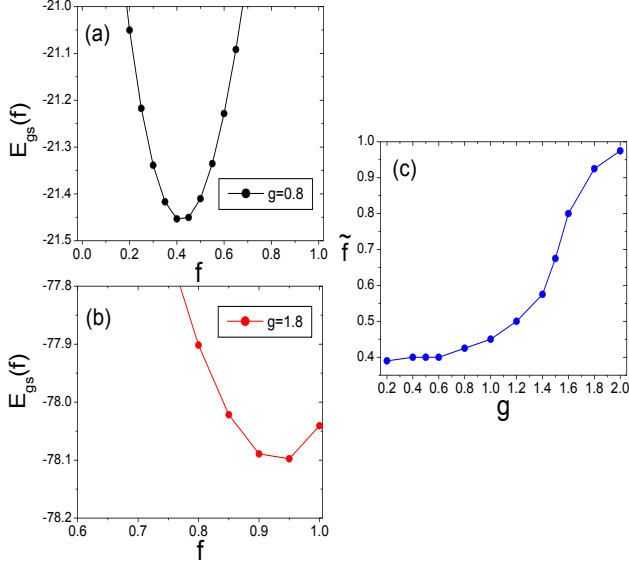 (a)
E_gs(f)
-21.0
-21.1
-21.2
-21.3
-21.4
-21.5
g=0.8
0.0 0.2 0.4 0.6 0.8 1.0
f
(b)
E_gs(f)
-77.8
-77.9
-78.0
-78.1
-78.2
g=1.8
0.6 0.7 0.8 0.9 1.0
f
(c)
f̃
1.0
0.9
0.8
0.7
0.6
0.5
0.4
0.2 0.4 0.6 0.8 1.0 1.2 1.4 1.6 1.8 2.0
g